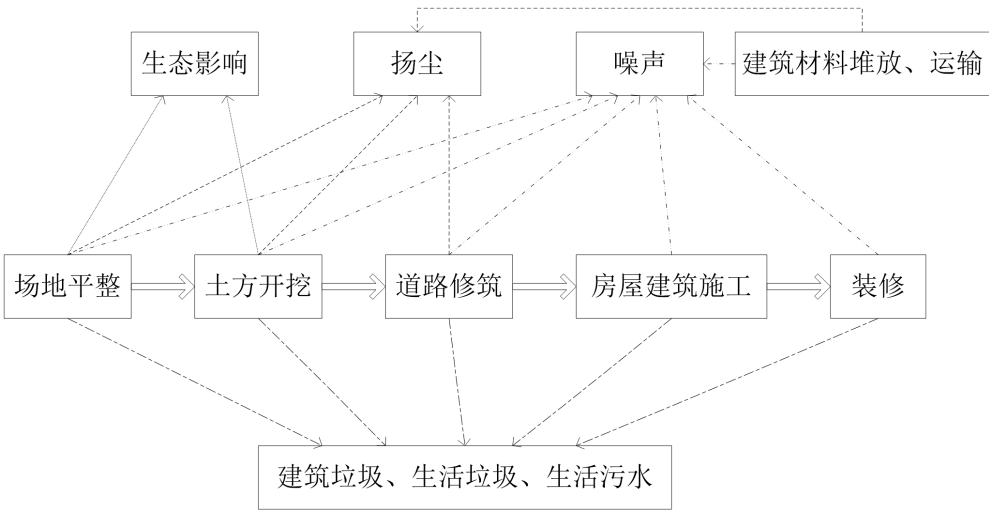 生态影响
扬尘
噪声
建筑材料堆放、运输
场地平整
土方开挖
道路修筑
房屋建筑施工
装修
建筑垃圾、生活垃圾、生活污水